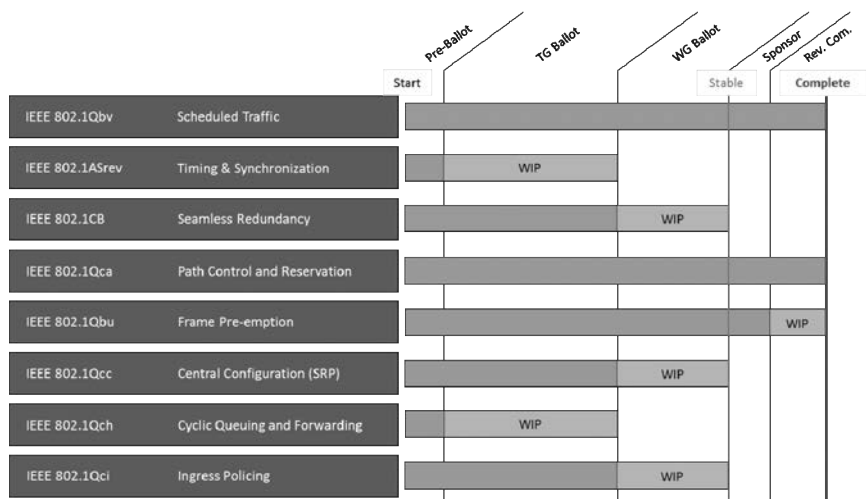 Pre-Ballot
TG Ballot
WG Ballot
Sponsor
Rev. Com.
Start
Stable
Complete
IEEE 802.1Qbv Scheduled Traffic
IEEE 802.1ASrev Timing & Synchronization WIP
IEEE 802.1CB Seamless Redundancy WIP
IEEE 802.1Qca Path Control and Reservation
IEEE 802.1Qbu Frame Pre-emption WIP
IEEE 802.1Qcc Central Configuration (SRP) WIP
IEEE 802.1Qch Cyclic Queuing and Forwarding WIP
IEEE 802.1Qci Ingress Policing WIP